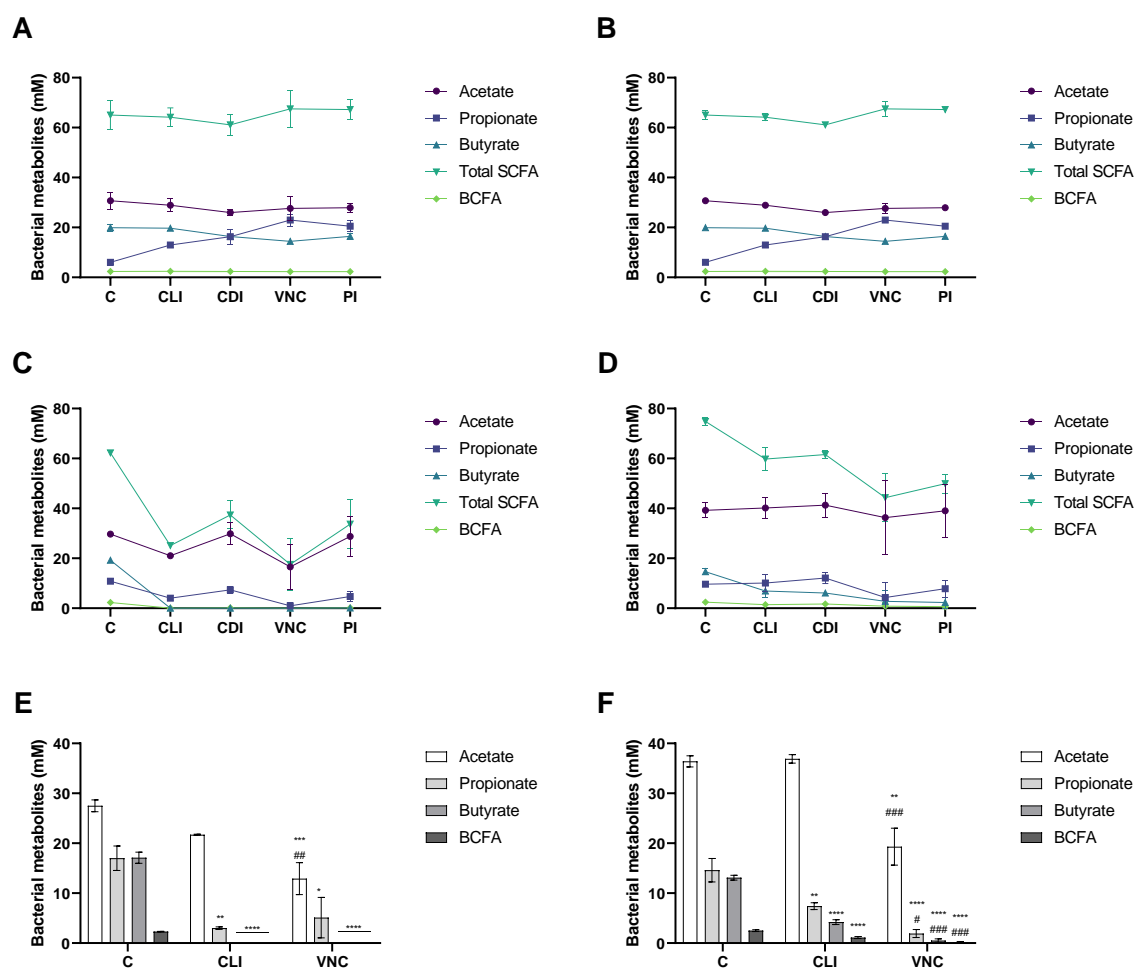 A
Bacterial metabolites (mM)
80
60
40
20
0
C CLI CDI VNC PI
Acetate
Propionate
Butyrate
Total SCFA
BCFA
B
Bacterial metabolites (mM)
80
60
40
20
0
C CLI CDI VNC PI
Acetate
Propionate
Butyrate
Total SCFA
BCFA
C
Bacterial metabolites (mM)
80
60
40
20
0
C CLI CDI VNC PI
Acetate
Propionate
Butyrate
Total SCFA
BCFA
D
Bacterial metabolites (mM)
80
60
40
20
0
C CLI CDI VNC PI
Acetate
Propionate
Butyrate
Total SCFA
BCFA
E
Bacterial metabolites (mM)
40
30
20
10
0
C CLI VNC
** **** *** ## * ****
Acetate
Propionate
Butyrate
BCFA
F
Bacterial metabolites (mM)
40
30
20
10
0
C CLI VNC
** **** **** ** ### **** # **** ### **** ###
Acetate
Propionate
Butyrate
BCFA